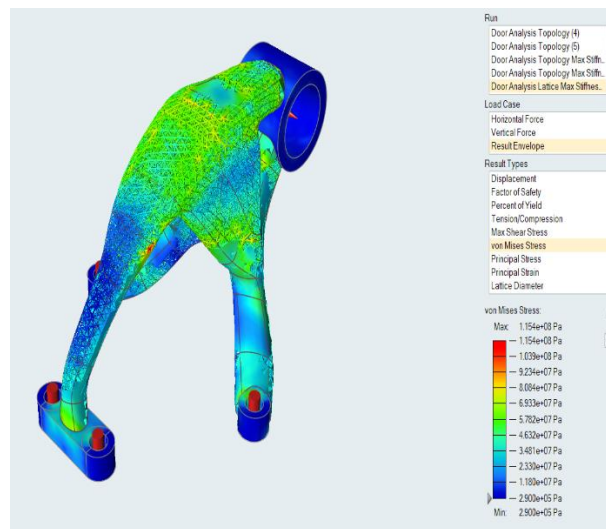 Run
Door Analysis Topology (4)
Door Analysis Topology (5)
Door Analysis Topology Max Stiffn..
Door Analysis Topology Max Stiffn..
Door Analysis Lattice Max Stifnes..
Load Case
Horizontal Force
Vertical Force
Result Envelope
Result Types
Displacement
Factor of Safety
Percent of Yield
Tension/Compression
Max Shear Stress
von Mises Stress
Principal Stress
Principal Strain
Lattice Diameter
von Mises Stress:
Max: 1.154e+08 Pa
1.154e+08 Pa
1.039e+08 Pa
9.234e+07 Pa
8.084e+07 Pa
6.933e+07 Pa
5.782e+07 Pa
4.632e+07 Pa
3.481e+07 Pa
2.330e+07 Pa
1.180e+07 Pa
2.900e+05 Pa
Min: 2.900e+05 Pa